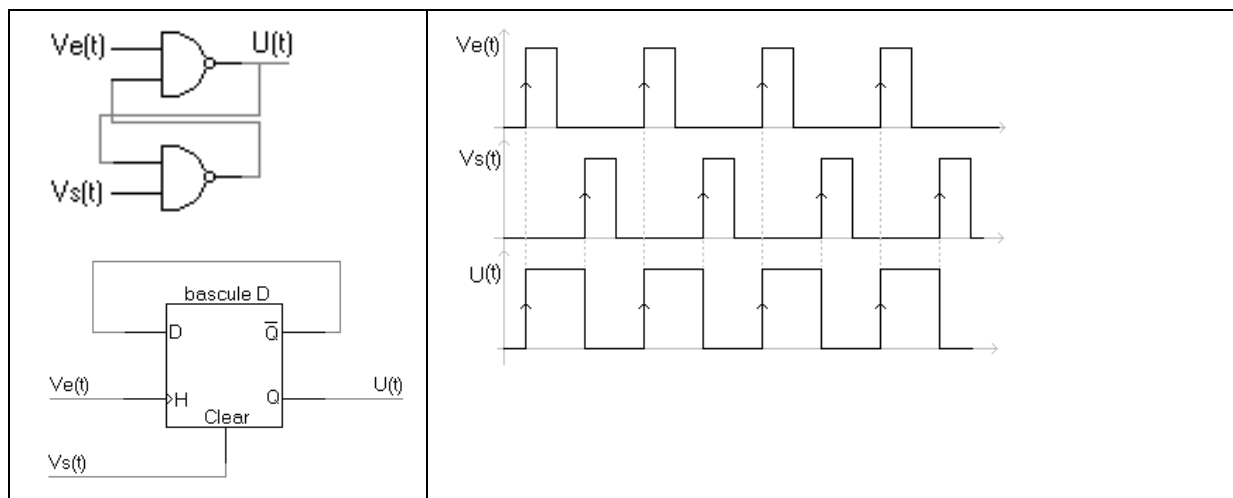 Ve(t) U(t)
Vs(t)
bascule D
D Q̅
Ve(t) H Q U(t)
Clear
Vs(t)
Ve(t)
Vs(t)
U(t)